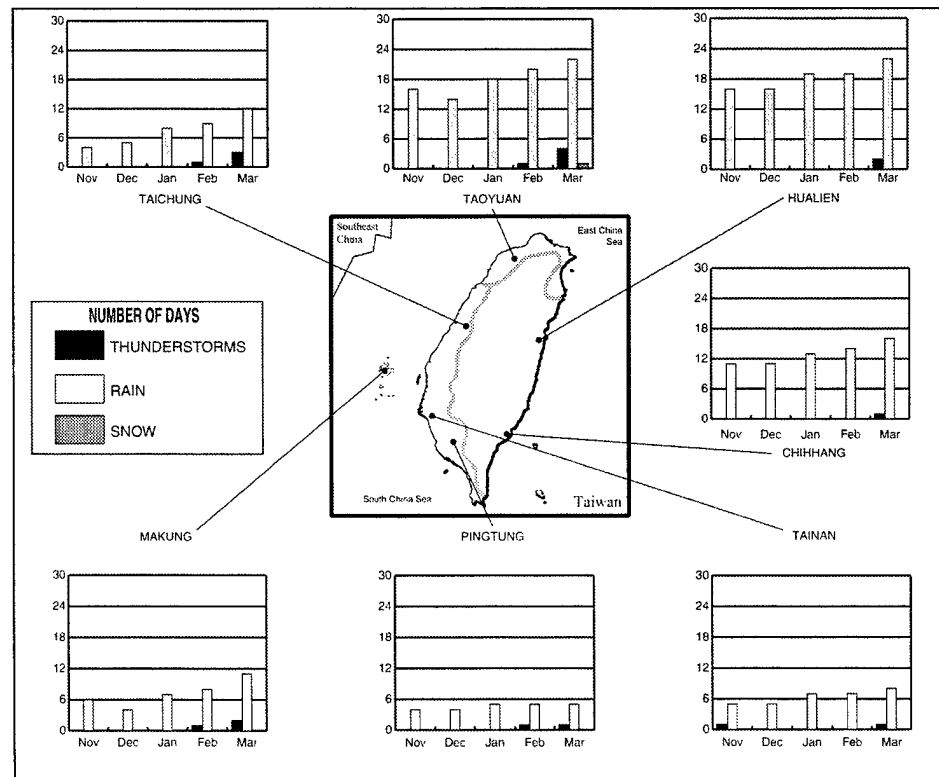 30
24
18
12
6
0
Nov Dec Jan Feb Mar
TAICHUNG
30
24
18
12
6
0
Nov Dec Jan Feb Mar
TAOYUAN
30
24
18
12
6
0
Nov Dec Jan Feb Mar
HUALIEN
Southeast
China
East China
Sea
South China Sea
Taiwan
30
24
18
12
6
0
Nov Dec Jan Feb Mar
CHIHHANG
NUMBER OF DAYS
THUNDERSTORMS
RAIN
SNOW
MAKUNG
PINGTUNG
TAINAN
30
24
18
12
6
0
Nov Dec Jan Feb Mar
30
24
18
12
6
0
Nov Dec Jan Feb Mar
30
24
18
12
6
0
Nov Dec Jan Feb Mar